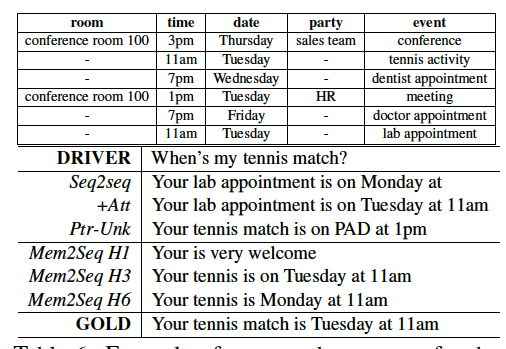 room time date party event
conference room 100 3pm Thursday sales team conference
- 11am Tuesday - tennis activity
- 7pm Wednesday - dentist appointment
conference room 100 1pm Tuesday HR meeting
- 7pm Friday - doctor appointment
- 11am Tuesday - lab appointment
DRIVER When's my tennis match?
Seq2seq Your lab appointment is on Monday at
+Att Your lab appointment is on Tuesday at 11am
Ptr-Unk Your tennis match is on PAD at 1pm
Mem2Seq H1 Your is very welcome
Mem2Seq H3 Your tennis is on Tuesday at 11am
Mem2Seq H6 Your tennis is Monday at 11am
GOLD Your tennis match is Tuesday at 11am